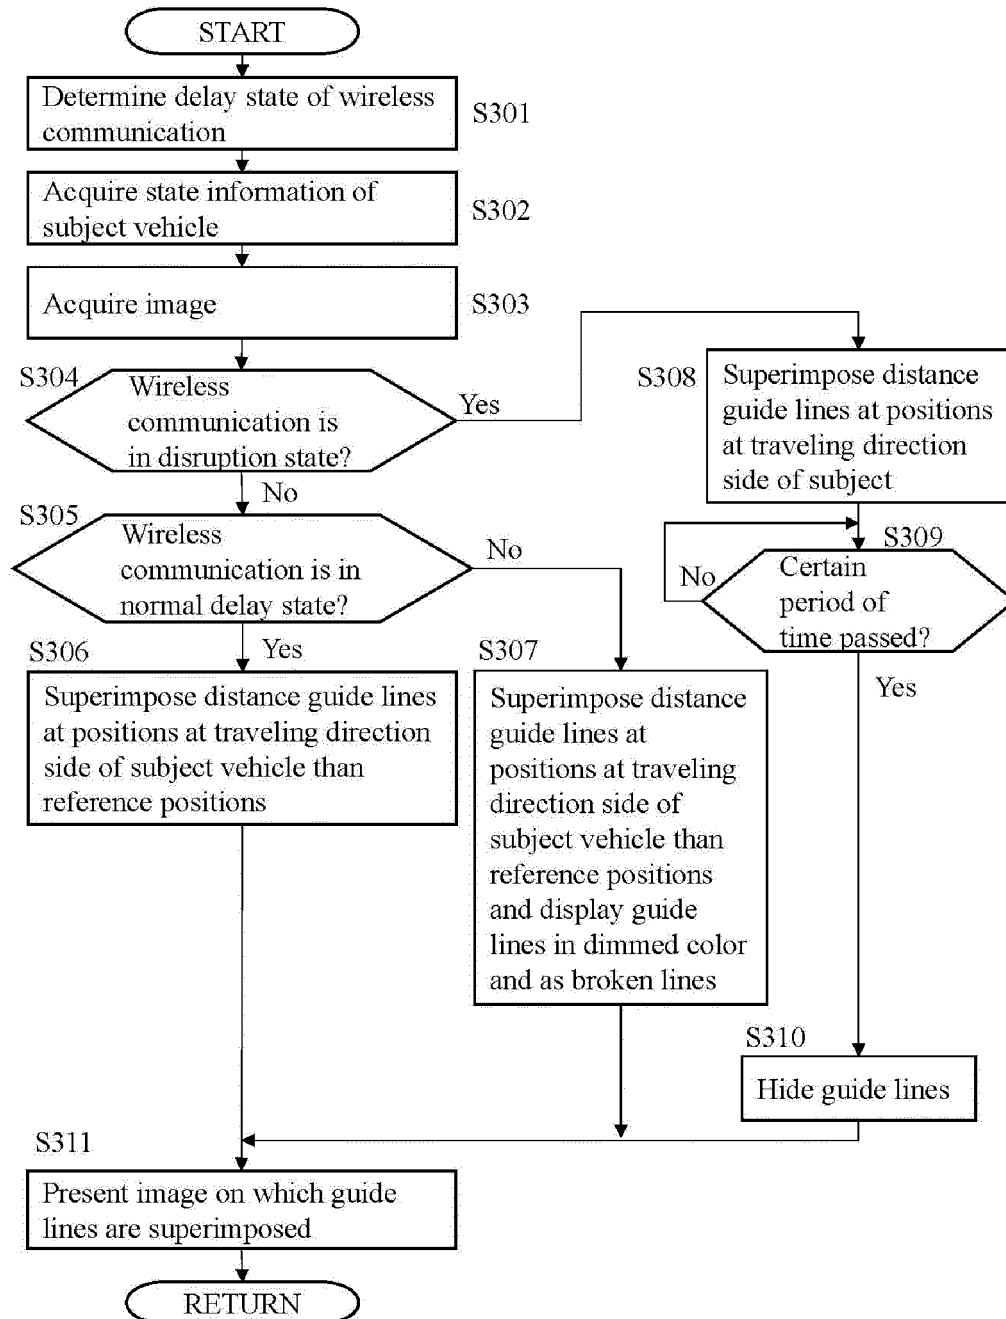 START
Determine delay state of wireless
communication
S301
Acquire state information of
subject vehicle
S302
Acquire image
S303
S304
Wireless
communication is
in disruption state?
Yes
No
S308
Superimpose distance
guide lines at positions
at traveling direction
side of subject
S305
Wireless
communication is in
normal delay state?
No
Yes
S309
Certain
period of
time passed?
No
Yes
S306
Superimpose distance guide lines
at positions at traveling direction
side of subject vehicle than
reference positions
S307
Superimpose distance
guide lines at
positions at traveling
direction side of
subject vehicle than
reference positions
and display guide
lines in dimmed color
and as broken lines
S310
Hide guide lines
S311
Present image on which guide
lines are superimposed
RETURN